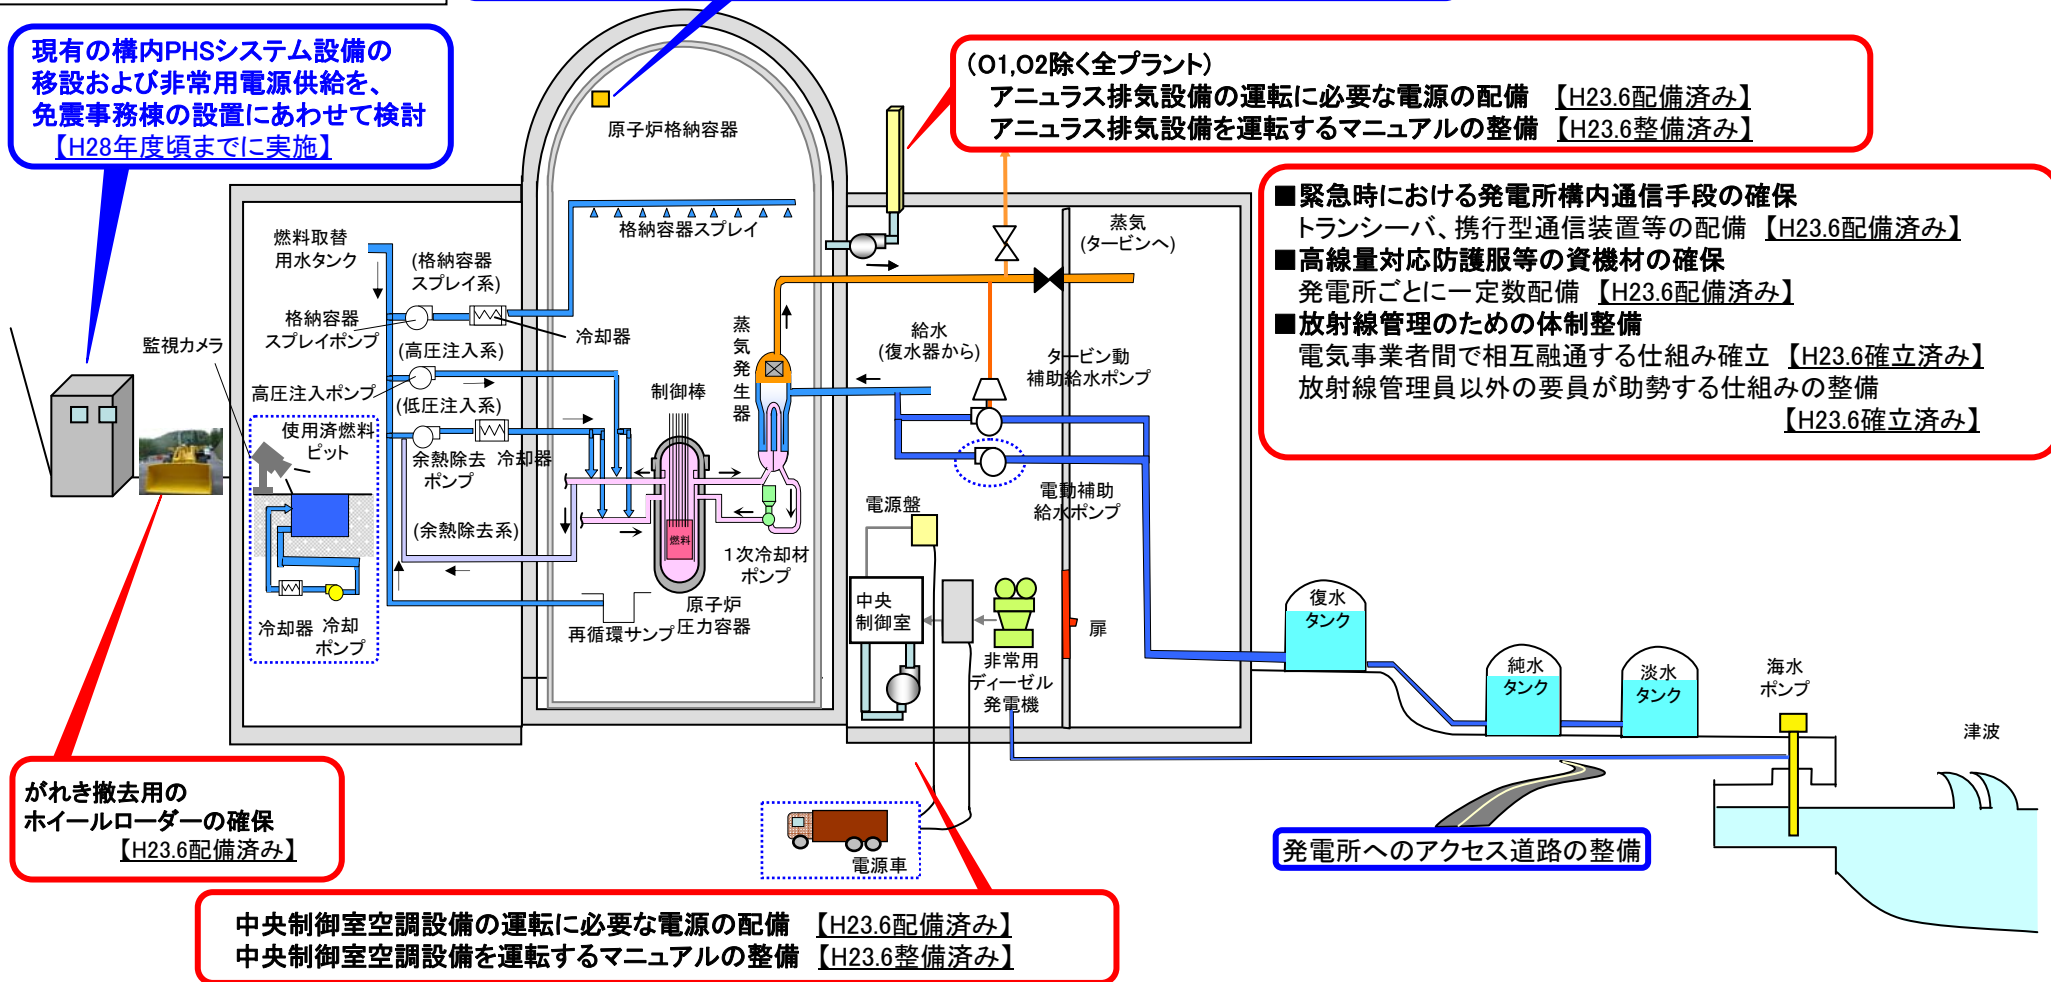 現有の構内PHSシステム設備の
移設および非常用電源供給を、
免震事務棟の設置にあわせて検討
【H28年度頃までに実施】
(O1,O2除く全プラント)
アニュラス排気設備の運転に必要な電源の配備 【H23.6配備済み】
アニュラス排気設備を運転するマニュアルの整備 【H23.6整備済み】
■緊急時における発電所構内通信手段の確保
トランシーバ、携行型通信装置等の配備 【H23.6配備済み】
■高線量対応防護服等の資機材の確保
発電所ごとに一定数配備 【H23.6配備済み】
■放射線管理のための体制整備
電気事業者間で相互融通する仕組み確立 【H23.6確立済み】
放射線管理員以外の要員が助勢する仕組みの整備
【H23.6確立済み】
原子炉格納容器
格納容器スプレイ
燃料取替
用水タンク
(格納容器
スプレイ系)
格納容器
スプレイポンプ
冷却器
(高圧注入系)
高圧注入ポンプ
(低圧注入系)
余熱除去
ポンプ
冷却器
(余熱除去系)
監視カメラ
使用済燃料
ピット
冷却器
冷却
ポンプ
制御棒
蒸気発生器
燃料
1次冷却材
ポンプ
原子炉
圧力容器
再循環サンプ
蒸気
(タービンへ)
給水
(復水器から)
タービン動
補助給水ポンプ
電動補助
給水ポンプ
電源盤
中央
制御室
非常用
ディーゼル
発電機
扉
復水
タンク
純水
タンク
淡水
タンク
海水
ポンプ
津波
がれき撤去用の
ホイールローダーの確保
【H23.6配備済み】
電源車
発電所へのアクセス道路の整備
中央制御室空調設備の運転に必要な電源の配備 【H23.6配備済み】
中央制御室空調設備を運転するマニュアルの整備 【H23.6整備済み】